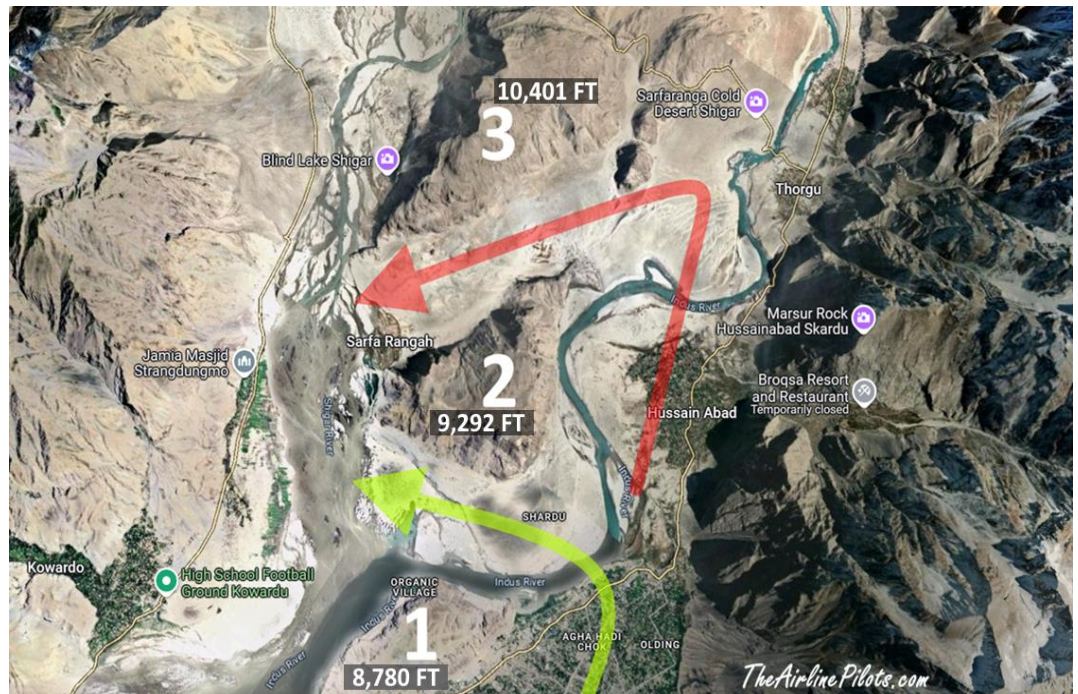 10,401 FT
3
Sarfaranga Cold
Desert Shigar
Blind Lake Shigar
Thorgu
Indus River
Marsur Rock
Hussainabad Skardu
Sarfa Rangah
Jamia Masjid
Strangdungmo
2
9,292 FT
Broqsa Resort
and Restaurant
Temporarily closed
Hussain Abad
Shigar River
Indus River
SHARDU
Kowardo
High School Football
Ground Kowardu
ORGANIC
VILLAGE
Indus River
Indus River
1
AGHA HADI
CHOK
OLDING
Indus River
8,780 FT
TheAirlinePilots.com